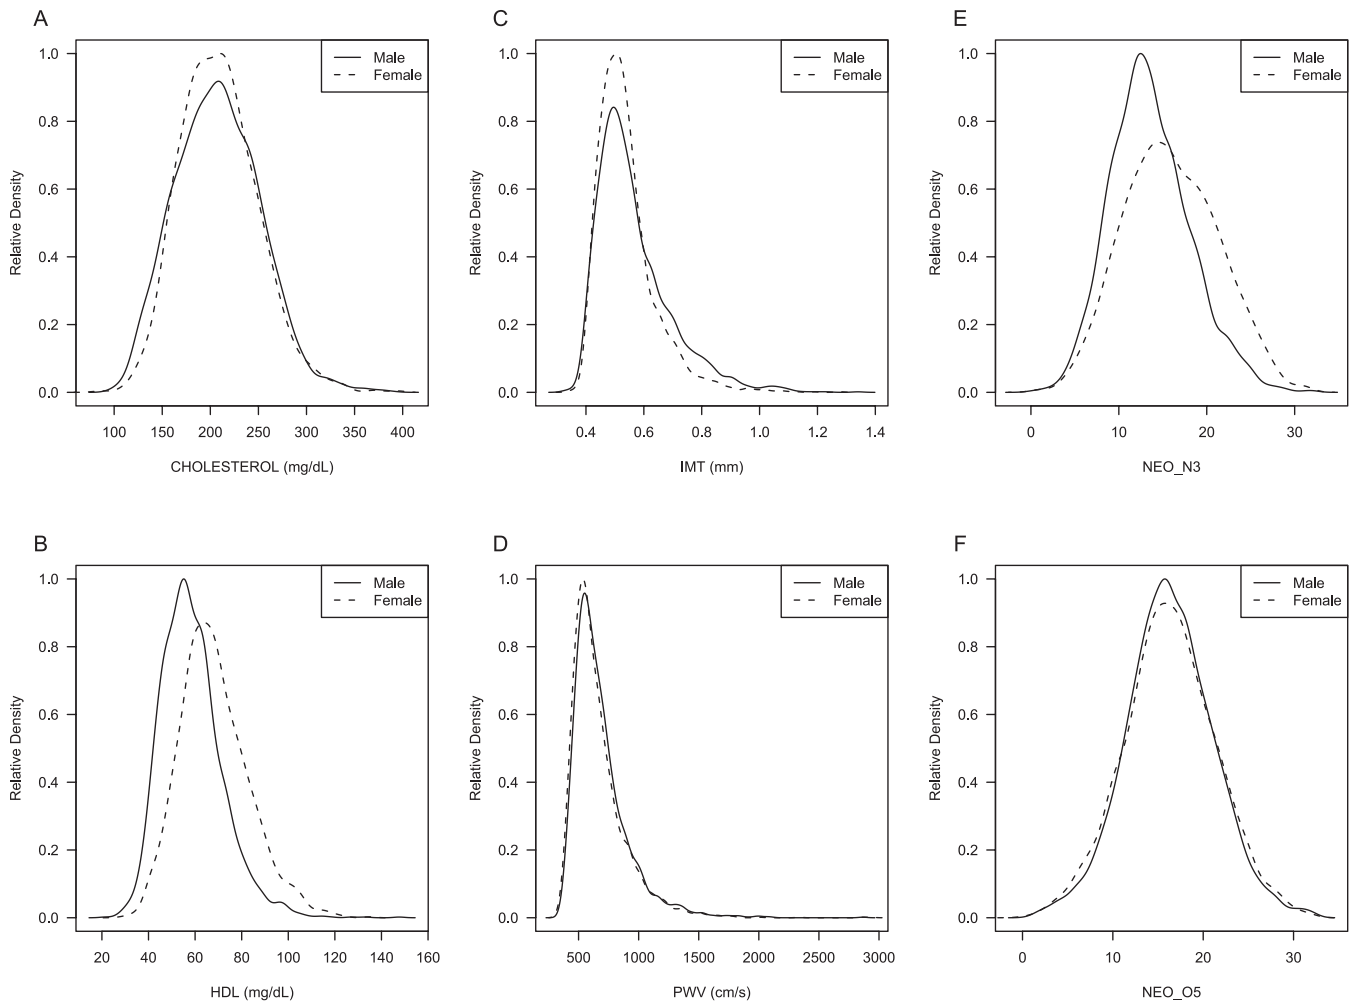 A
Relative Density
1.0
0.8
0.6
0.4
0.2
0.0
Male
Female
100 150 200 250 300 350 400
CHOLESTEROL (mg/dL)
C
Relative Density
1.0
0.8
0.6
0.4
0.2
0.0
Male
Female
0.4 0.6 0.8 1.0 1.2 1.4
IMT (mm)
E
Relative Density
1.0
0.8
0.6
0.4
0.2
0.0
Male
Female
0 10 20 30
NEO_N3
B
Relative Density
1.0
0.8
0.6
0.4
0.2
0.0
Male
Female
20 40 60 80 100 120 140 160
HDL (mg/dL)
D
Relative Density
1.0
0.8
0.6
0.4
0.2
0.0
Male
Female
500 1000 1500 2000 2500 3000
PWV (cm/s)
F
Relative Density
1.0
0.8
0.6
0.4
0.2
0.0
Male
Female
0 10 20 30
NEO_O5